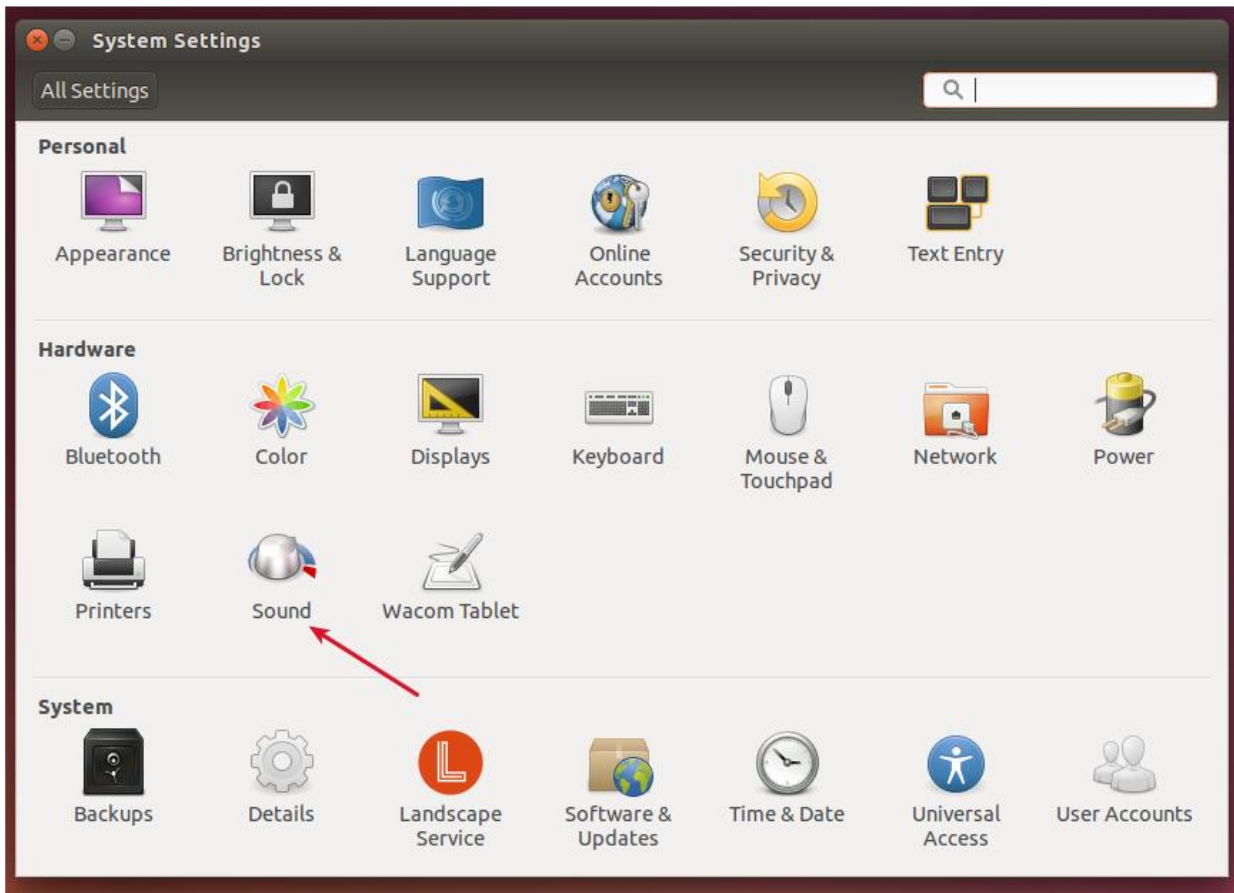 System Settings
All Settings
Personal
Appearance
Brightness &
Lock
Language
Support
Online
Accounts
Security &
Privacy
Text Entry
Hardware
Bluetooth
Color
Displays
Keyboard
Mouse &
Touchpad
Network
Power
Printers
Sound
Wacom Tablet
System
Backups
Details
Landscape
Service
Software &
Updates
Time & Date
Universal
Access
User Accounts